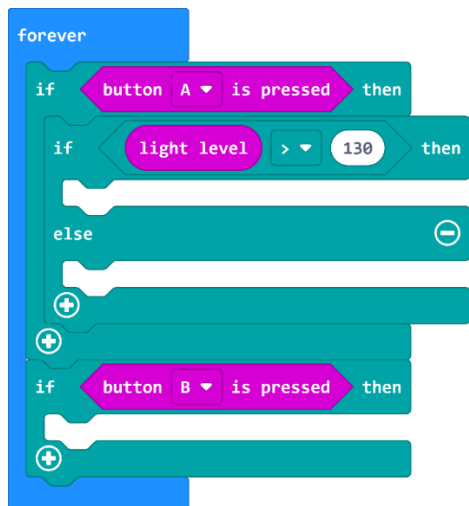 forever
if button A is pressed then
if light level > 130 then
else
if button B is pressed then